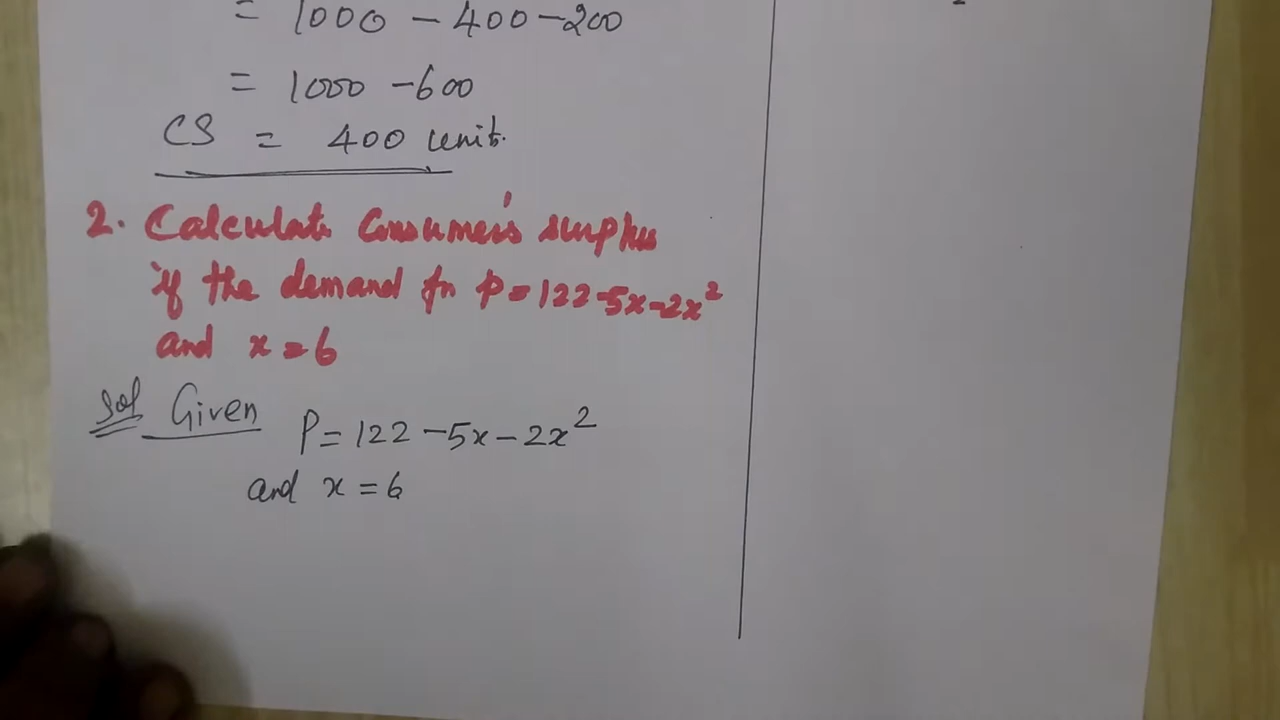 = 1000 - 400 - 200
= 1000 - 600
CS = 400 unit.
2. Calculate Consumer's surplus
if the demand fn p = 122 - 5x - 2x²
and x = 6
Sol Given P = 122 - 5x - 2x²
and x = 6